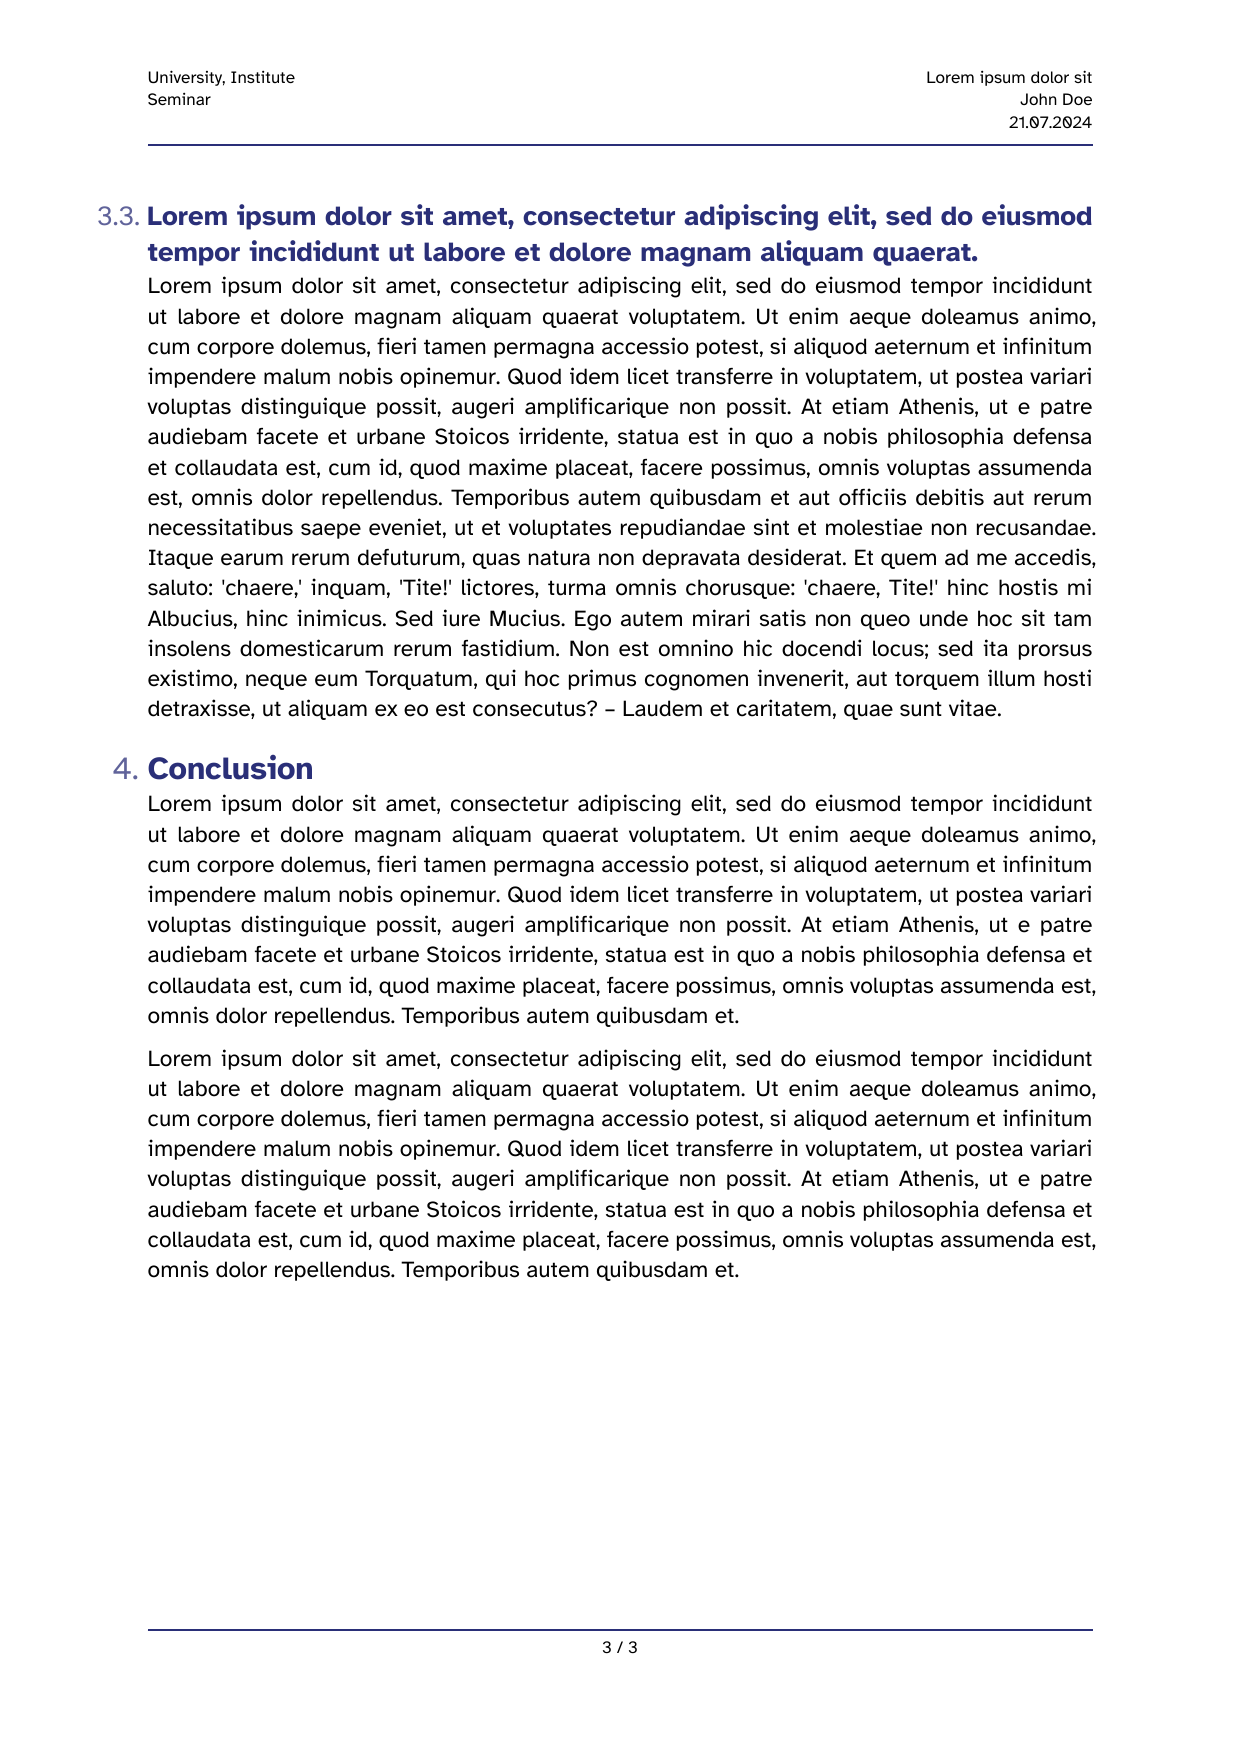 University, Institute
Seminar
Lorem ipsum dolor sit
John Doe
21.07.2024
3.3. Lorem ipsum dolor sit amet, consectetur adipiscing elit, sed do eiusmod
tempor incididunt ut labore et dolore magnam aliquam quaerat.
Lorem ipsum dolor sit amet, consectetur adipiscing elit, sed do eiusmod tempor incididunt
ut labore et dolore magnam aliquam quaerat voluptatem. Ut enim aeque doleamus animo,
cum corpore dolemus, fieri tamen permagna accessio potest, si aliquod aeternum et infinitum
impendere malum nobis opinemur. Quod idem licet transferre in voluptatem, ut postea variari
voluptas distinguique possit, augeri amplificarique non possit. At etiam Athenis, ut e patre
audiebam facete et urbane Stoicos irridente, statua est in quo a nobis philosophia defensa
et collaudata est, cum id, quod maxime placeat, facere possimus, omnis voluptas assumenda
est, omnis dolor repellendus. Temporibus autem quibusdam et aut officiis debitis aut rerum
necessitatibus saepe eveniet, ut et voluptates repudiandae sint et molestiae non recusandae.
Itaque earum rerum defuturum, quas natura non depravata desiderat. Et quem ad me accedis,
saluto: 'chaere,' inquam, 'Tite!' lictores, turma omnis chorusque: 'chaere, Tite!' hinc hostis mi
Albucius, hinc inimicus. Sed iure Mucius. Ego autem mirari satis non queo unde hoc sit tam
insolens domesticarum rerum fastidium. Non est omnino hic docendi locus; sed ita prorsus
existimo, neque eum Torquatum, qui hoc primus cognomen invenerit, aut torquem illum hosti
detraxisse, ut aliquam ex eo est consecutus? – Laudem et caritatem, quae sunt vitae.
4. Conclusion
Lorem ipsum dolor sit amet, consectetur adipiscing elit, sed do eiusmod tempor incididunt
ut labore et dolore magnam aliquam quaerat voluptatem. Ut enim aeque doleamus animo,
cum corpore dolemus, fieri tamen permagna accessio potest, si aliquod aeternum et infinitum
impendere malum nobis opinemur. Quod idem licet transferre in voluptatem, ut postea variari
voluptas distinguique possit, augeri amplificarique non possit. At etiam Athenis, ut e patre
audiebam facete et urbane Stoicos irridente, statua est in quo a nobis philosophia defensa et
collaudata est, cum id, quod maxime placeat, facere possimus, omnis voluptas assumenda est,
omnis dolor repellendus. Temporibus autem quibusdam et.
Lorem ipsum dolor sit amet, consectetur adipiscing elit, sed do eiusmod tempor incididunt
ut labore et dolore magnam aliquam quaerat voluptatem. Ut enim aeque doleamus animo,
cum corpore dolemus, fieri tamen permagna accessio potest, si aliquod aeternum et infinitum
impendere malum nobis opinemur. Quod idem licet transferre in voluptatem, ut postea variari
voluptas distinguique possit, augeri amplificarique non possit. At etiam Athenis, ut e patre
audiebam facete et urbane Stoicos irridente, statua est in quo a nobis philosophia defensa et
collaudata est, cum id, quod maxime placeat, facere possimus, omnis voluptas assumenda est,
omnis dolor repellendus. Temporibus autem quibusdam et.
3 / 3